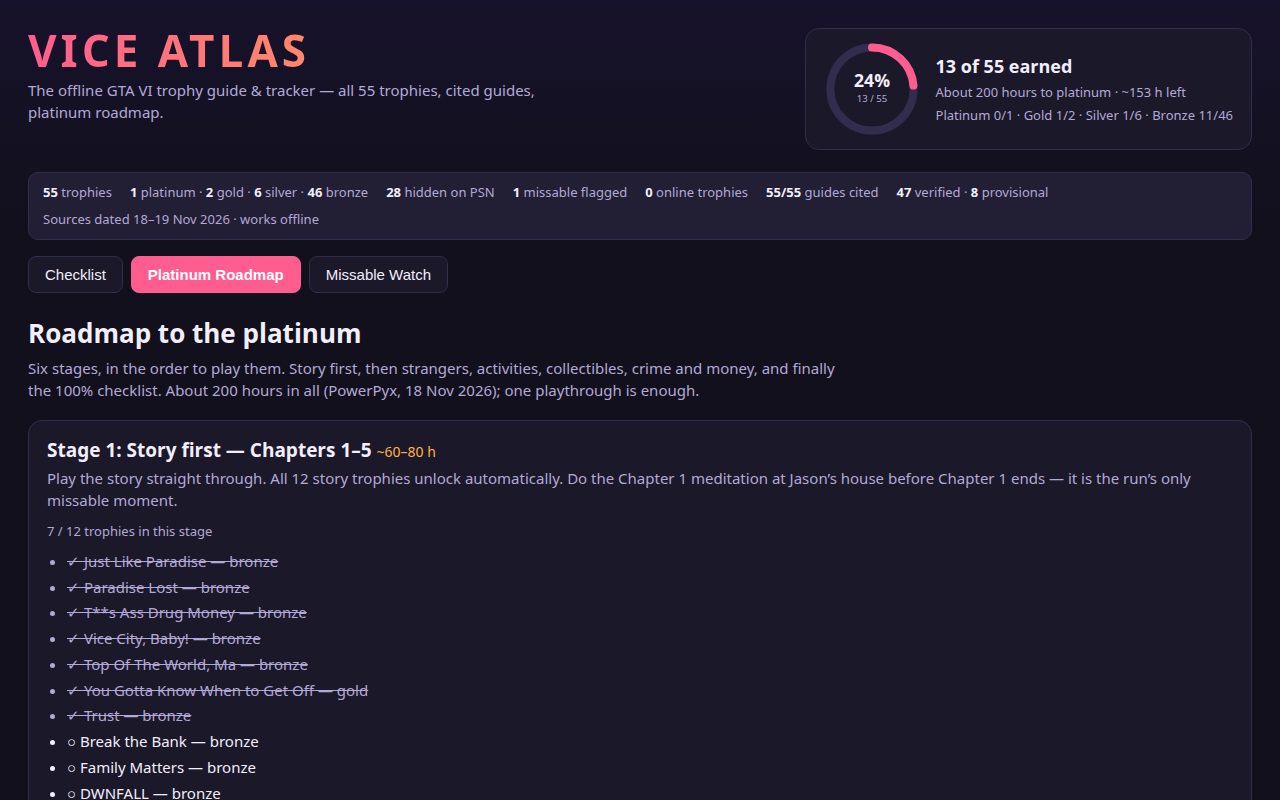 VICE ATLAS
The offline GTA VI trophy guide & tracker — all 55 trophies, cited guides,
platinum roadmap.
24%
13 / 55
13 of 55 earned
About 200 hours to platinum · ~153 h left
Platinum 0/1 · Gold 1/2 · Silver 1/6 · Bronze 11/46
55 trophies 1 platinum · 2 gold · 6 silver · 46 bronze 28 hidden on PSN 1 missable flagged 0 online trophies 55/55 guides cited 47 verified · 8 provisional
Sources dated 18–19 Nov 2026 · works offline
Checklist Platinum Roadmap Missable Watch
Roadmap to the platinum
Six stages, in the order to play them. Story first, then strangers, activities, collectibles, crime and money, and finally
the 100% checklist. About 200 hours in all (PowerPyx, 18 Nov 2026); one playthrough is enough.
Stage 1: Story first — Chapters 1–5 ~60–80 h
Play the story straight through. All 12 story trophies unlock automatically. Do the Chapter 1 meditation at Jason’s house before Chapter 1 ends — it is the run’s only
missable moment.
7 / 12 trophies in this stage
• ✓ Just Like Paradise — bronze
• ✓ Paradise Lost — bronze
• ✓ T**s Ass Drug Money — bronze
• ✓ Vice City, Baby! — bronze
• ✓ Top Of The World, Ma — bronze
• ✓ You Gotta Know When to Get Off — gold
• ✓ Trust — bronze
• ○ Break the Bank — bronze
• ○ Family Matters — bronze
• ○ DWNFALL — bronze